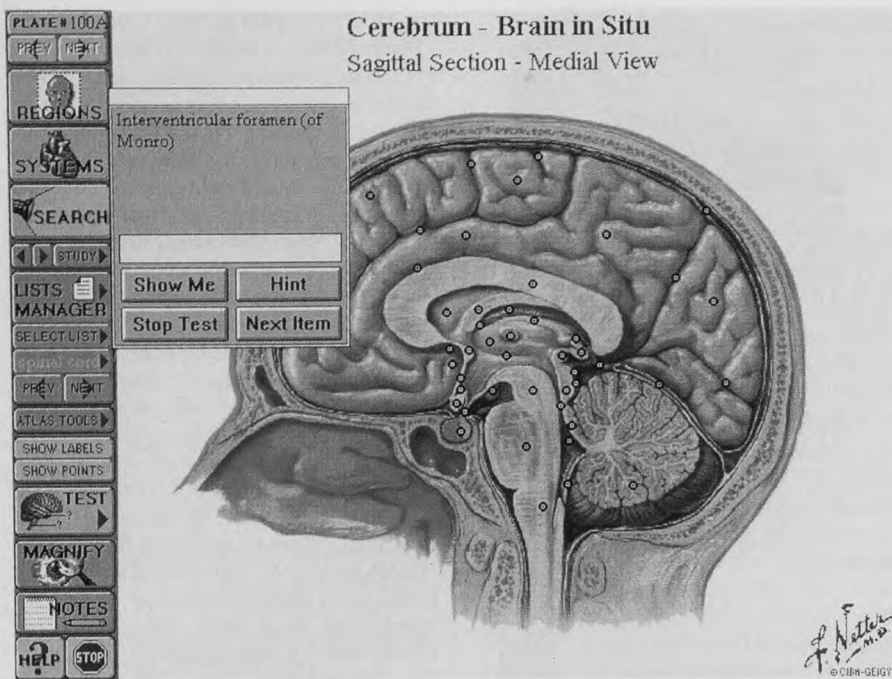 PLATE # 100A
PREV NEXT
REGIONS
SYSTEMS
SEARCH
STUDY
LISTS
MANAGER
SELECT LIST
spinal cord
PREV NEXT
ATLAS TOOLS
SHOW LABELS
SHOW POINTS
TEST
MAGNIFY
NOTES
HELP STOP
Interventricular foramen (of
Monro)
Show Me Hint
Stop Test Next Item
Cerebrum - Brain in Situ
Sagittal Section - Medial View
F. Netter
M.D.
© CIBA-GEIGY